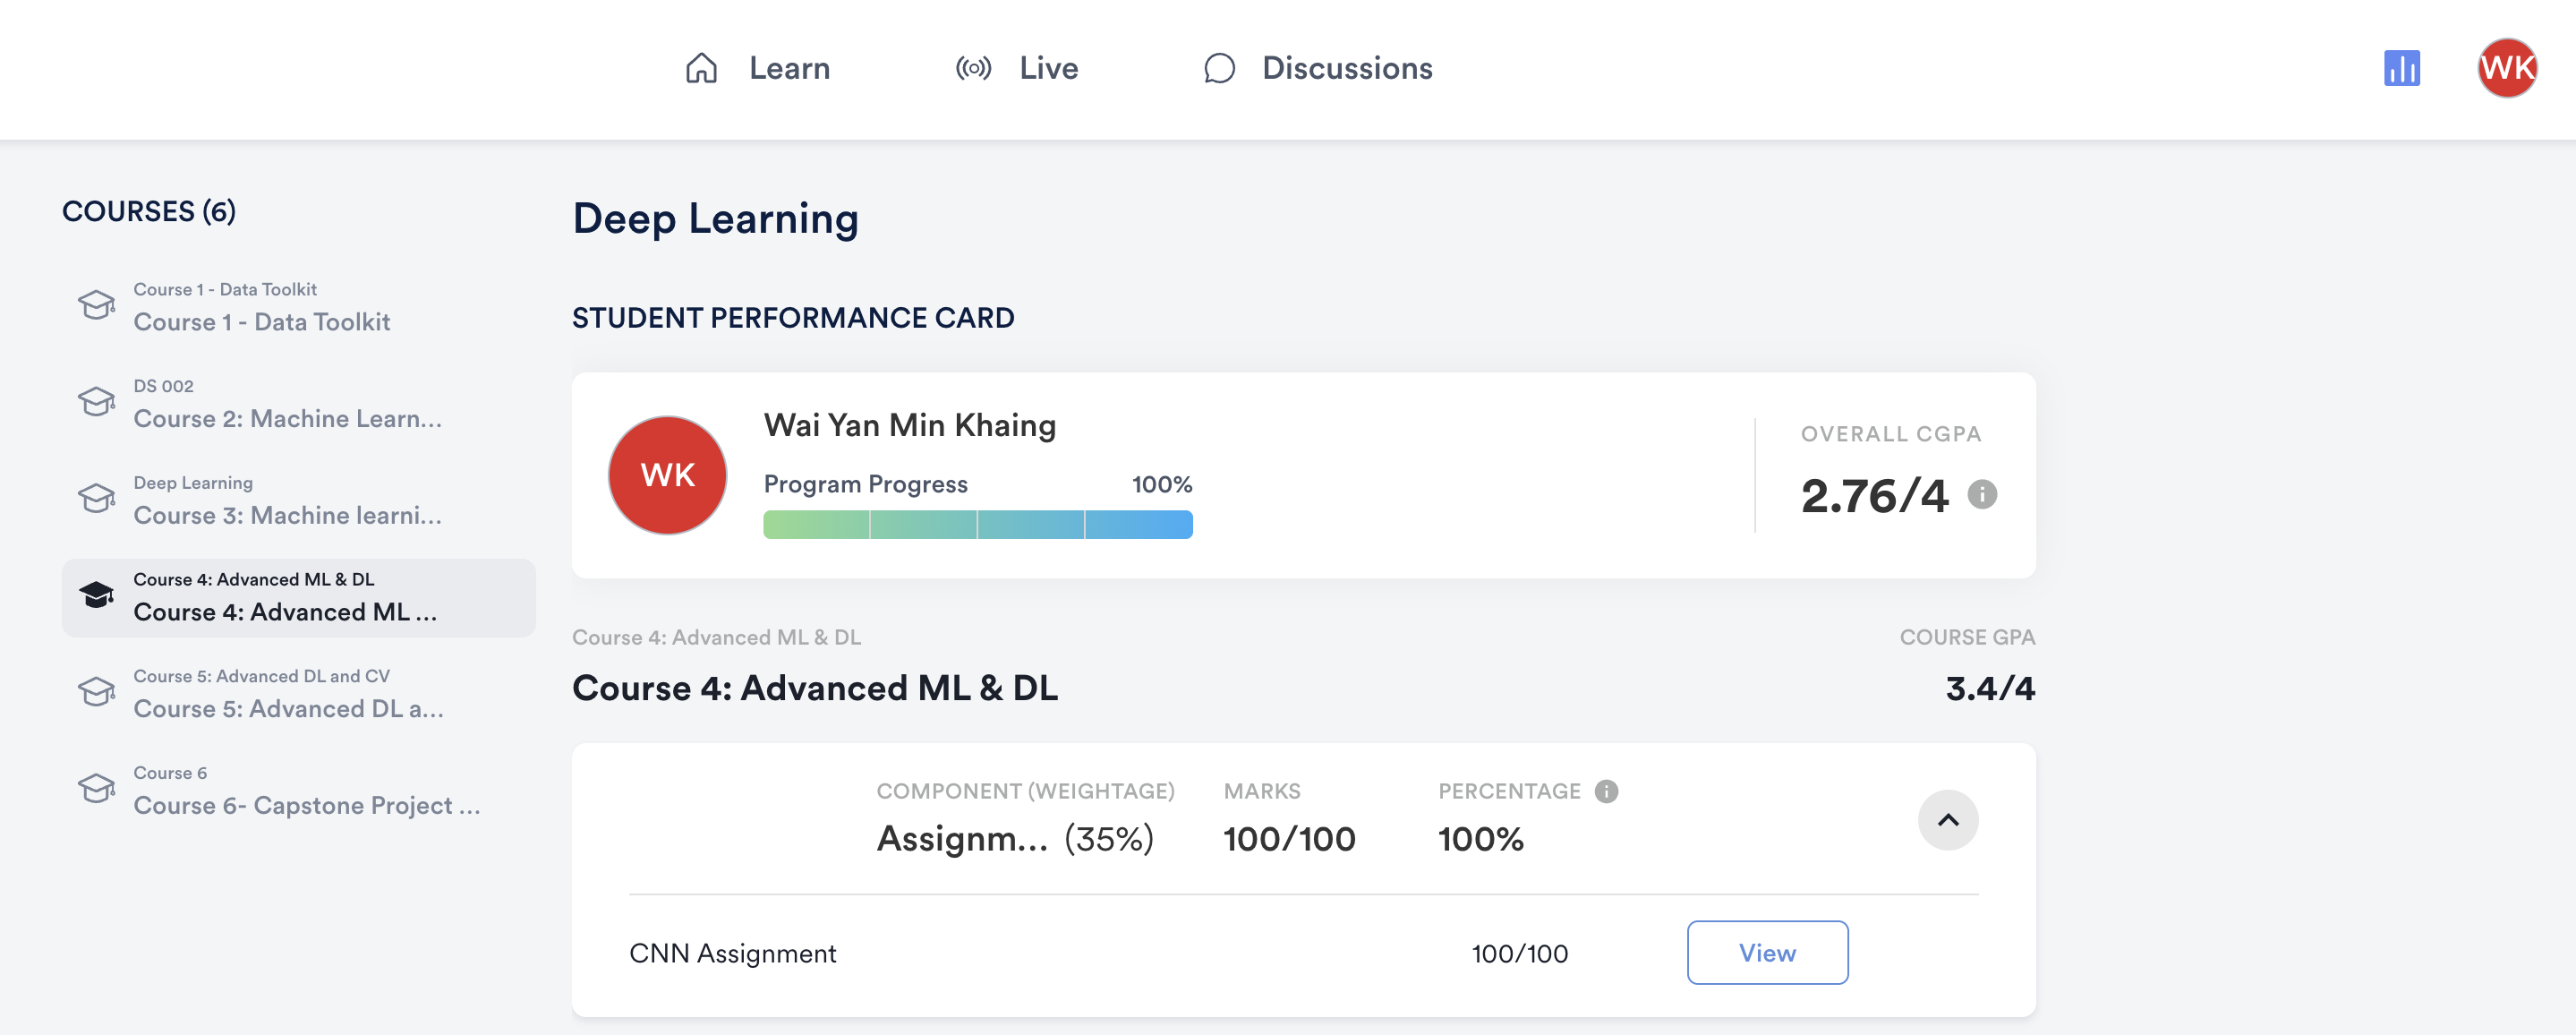 Learn
Live
Discussions
WK
COURSES (6)
Course 1 - Data Toolkit
Course 1 - Data Toolkit
DS 002
Course 2: Machine Learn...
Deep Learning
Course 3: Machine learni...
Course 4: Advanced ML & DL
Course 4: Advanced ML ...
Course 5: Advanced DL and CV
Course 5: Advanced DL a...
Course 6
Course 6- Capstone Project ...
Deep Learning
STUDENT PERFORMANCE CARD
WK
Wai Yan Min Khaing
Program Progress 100%
OVERALL CGPA
2.76/4
Course 4: Advanced ML & DL
Course 4: Advanced ML & DL
COURSE GPA
3.4/4
COMPONENT (WEIGHTAGE) MARKS PERCENTAGE
Assignm... (35%) 100/100 100%
CNN Assignment 100/100 View